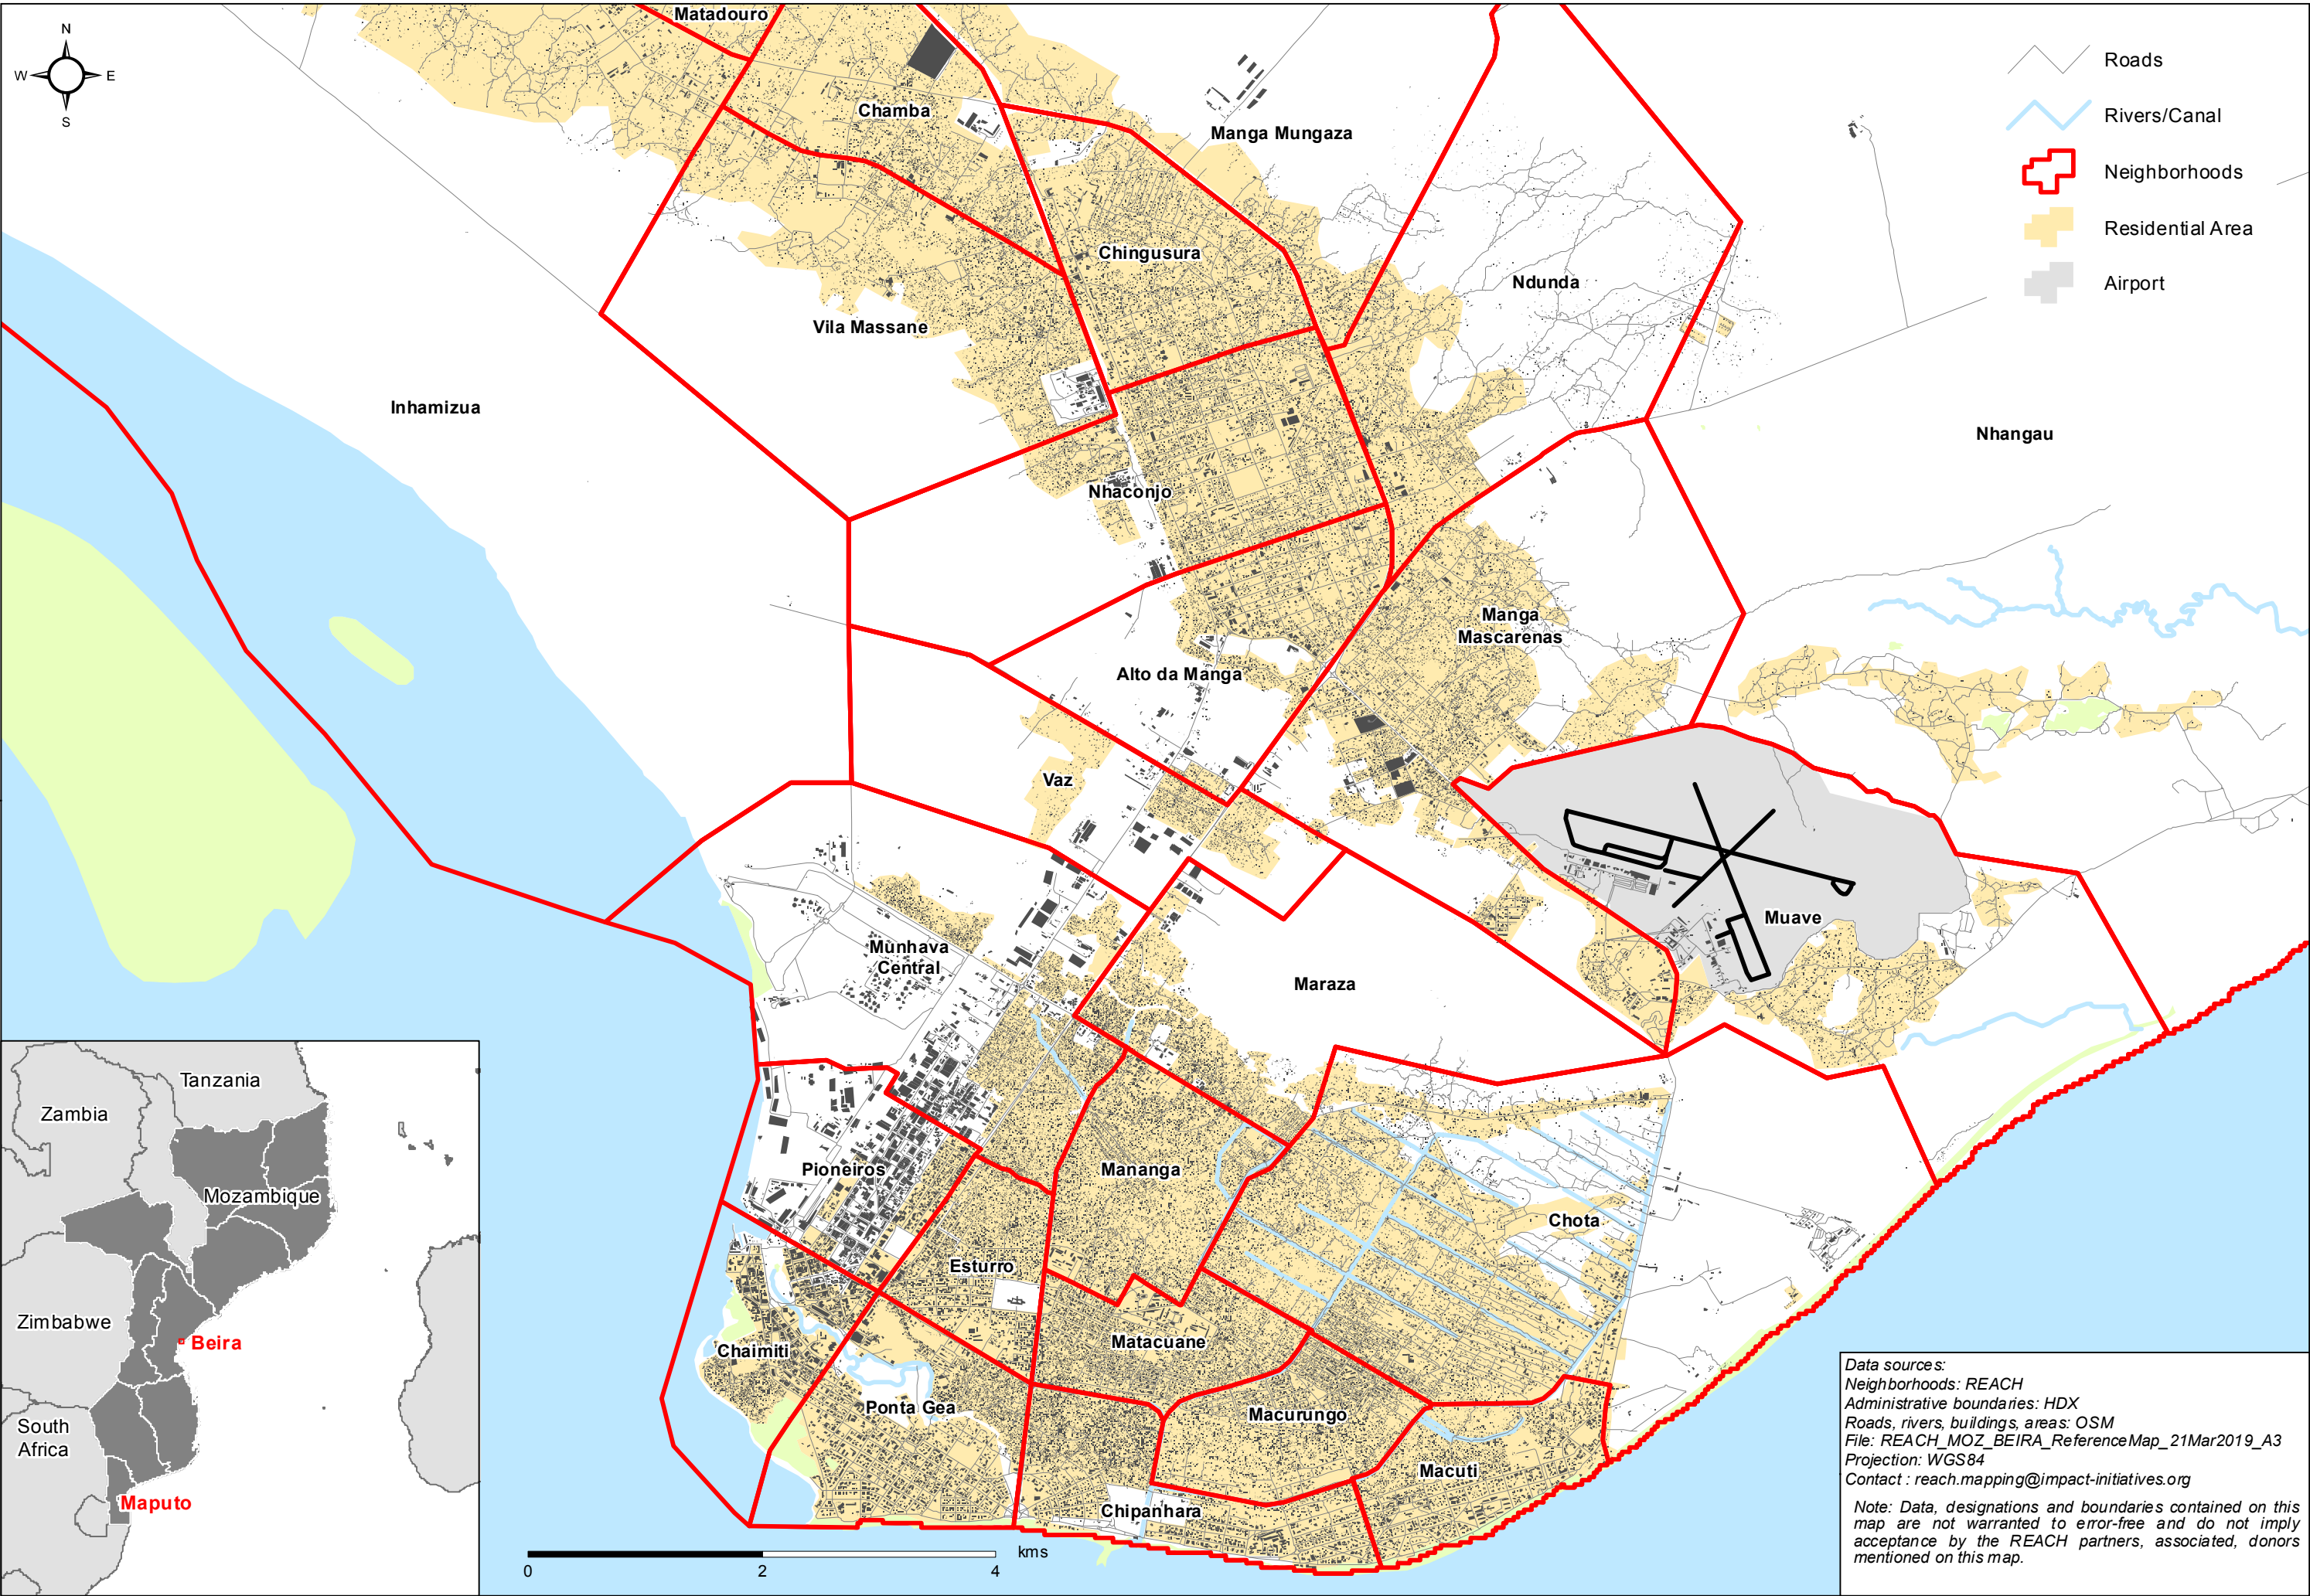 Matadouro
N
W
E
S
Roads
Rivers/Canal
Neighborhoods
Residential Area
Airport
Chamba
Manga Mungaza
Chingusura
Ndunda
Vila Massane
Inhamizua
Nhangau
Nhaconjo
Manga
Mascarenas
Alto da Manga
Vaz
Muave
Munhava
Central
Maraza
Pioneiros
Mananga
Chota
Esturro
Matacuane
Chaimiti
Ponta Gea
Macurungo
Macuti
Chipanhara
Tanzania
Zambia
Mozambique
Zimbabwe
Beira
South
Africa
Maputo
kms
0
2
4
Data sources:
Neighborhoods: REACH
Administrative boundaries: HDX
Roads, rivers, buildings, areas: OSM
File: REACH_MOZ_BEIRA_ReferenceMap_21Mar2019_A3
Projection: WGS84
Contact : reach.mapping@impact-initiatives.org
Note: Data, designations and boundaries contained on this
map are not warranted to error-free and do not imply
acceptance by the REACH partners, associated, donors
mentioned on this map.